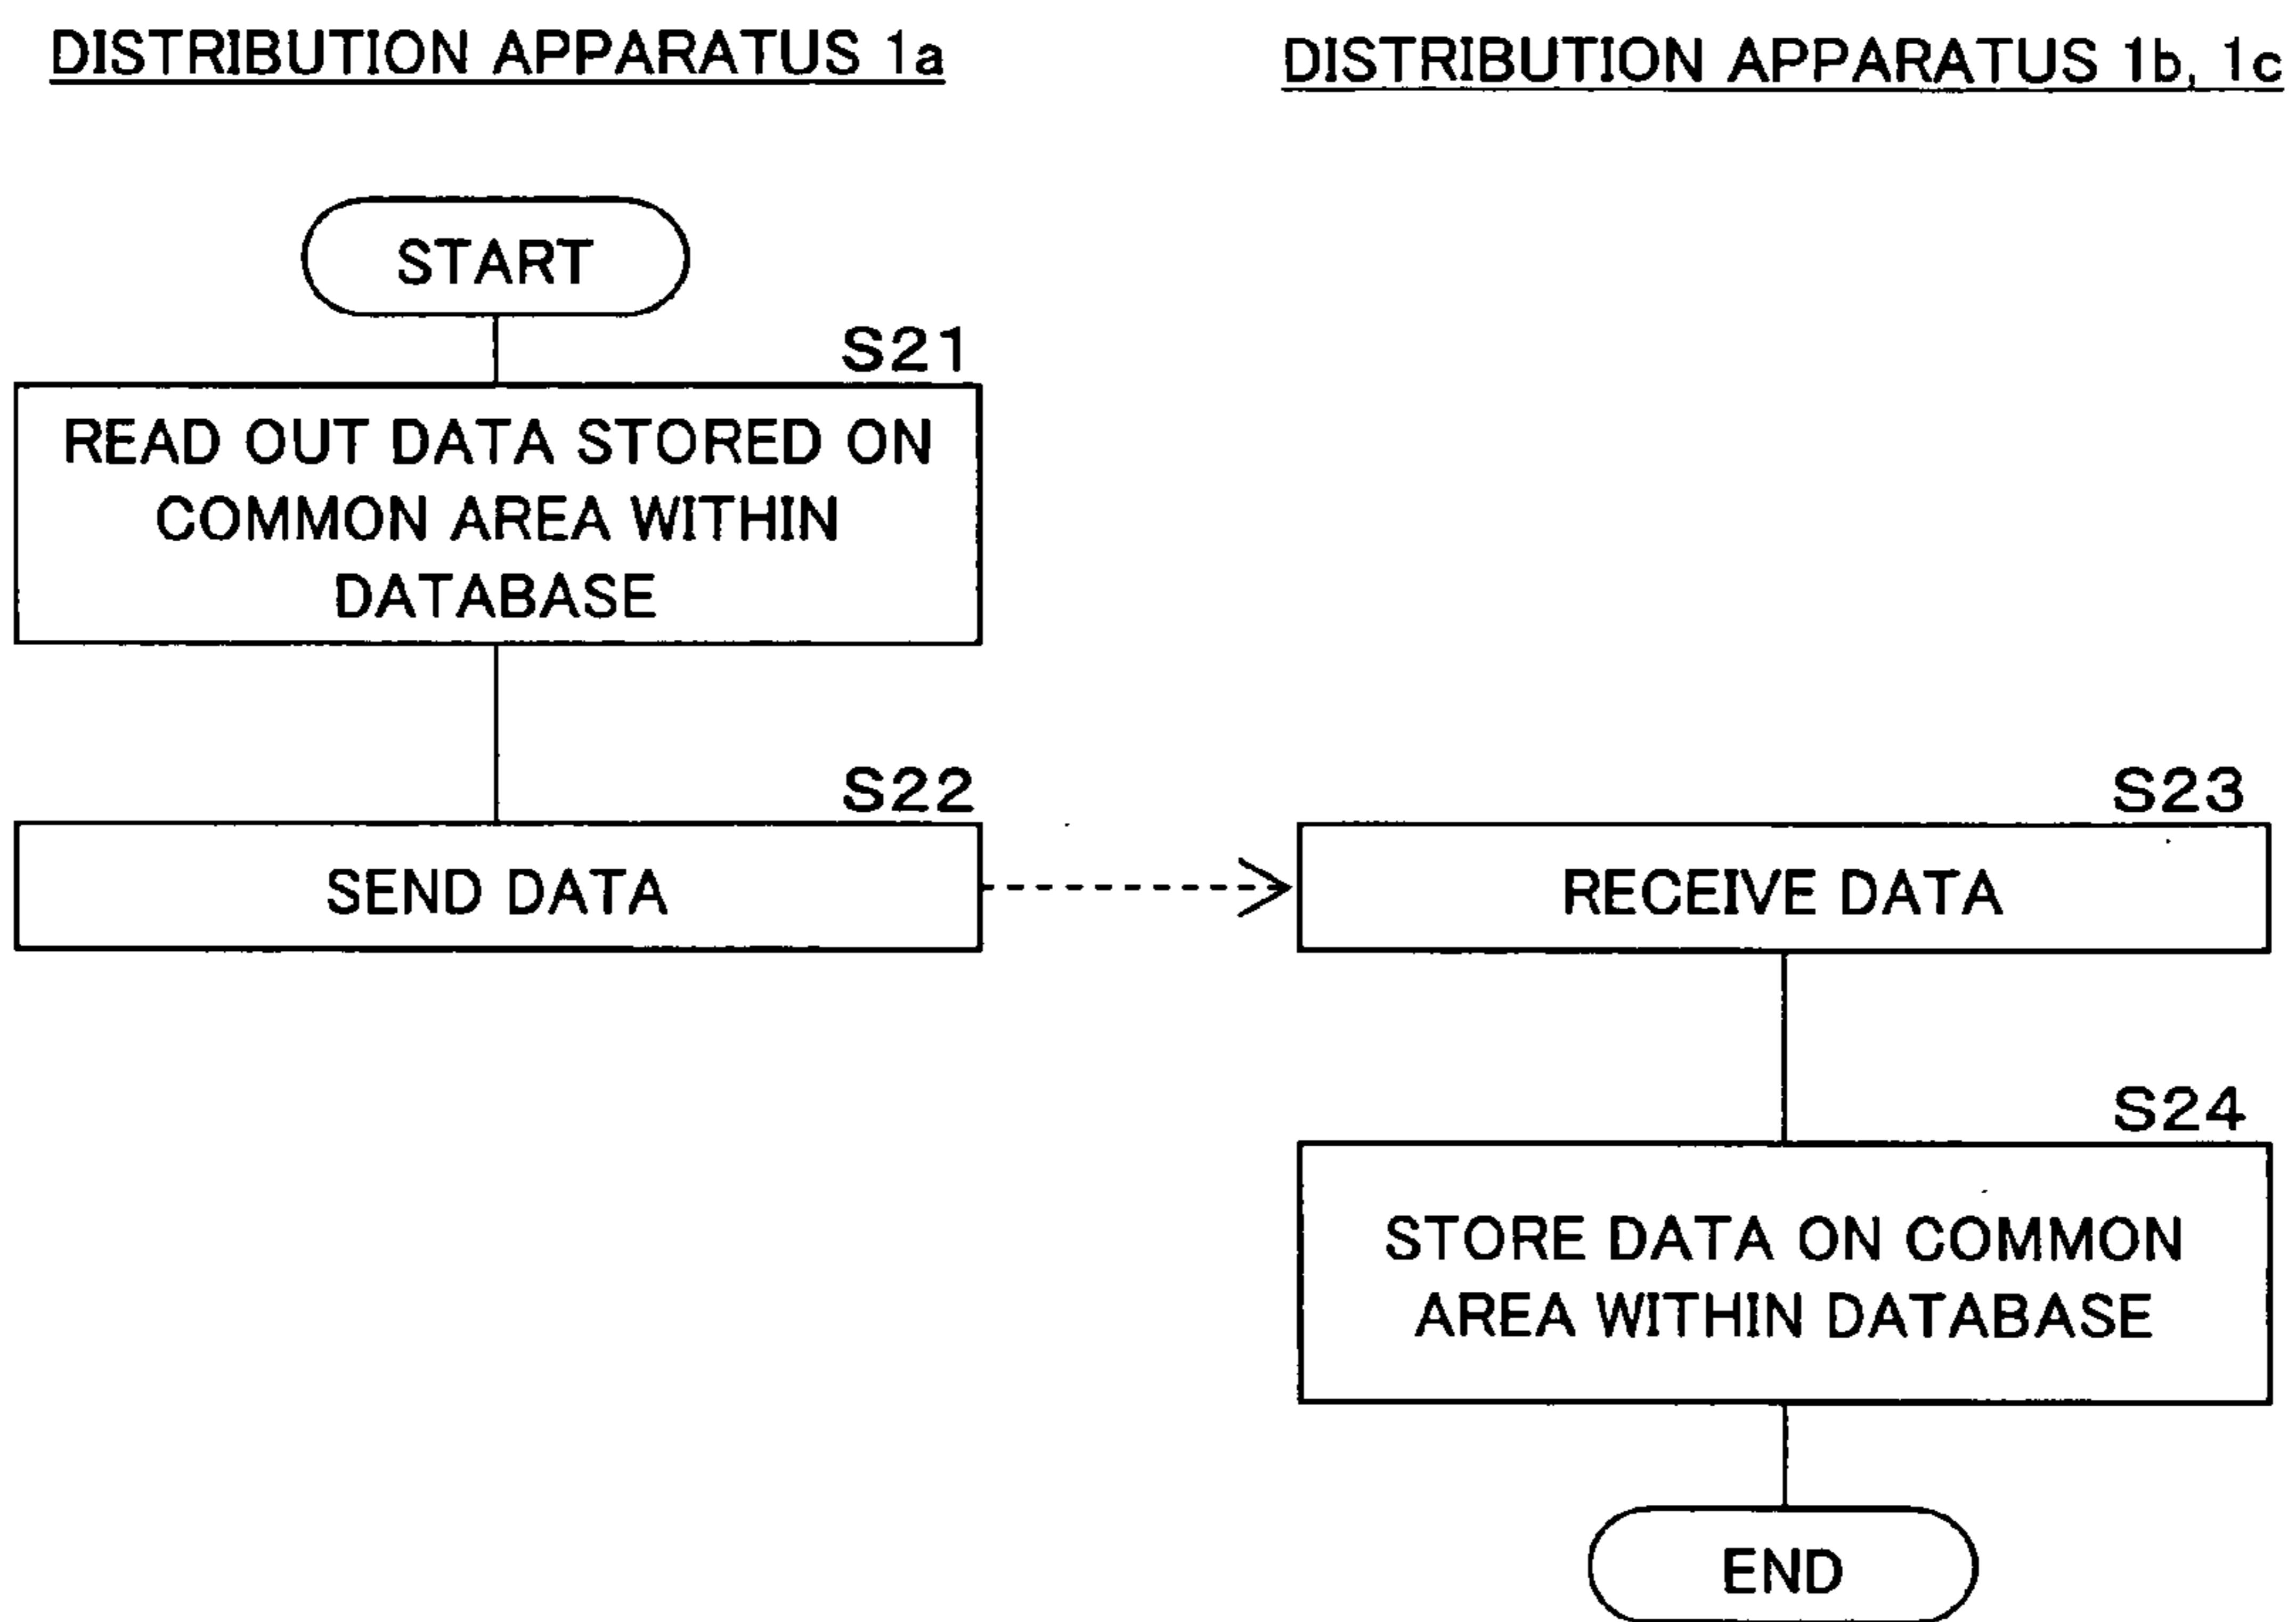 DISTRIBUTION APPARATUS 1a
DISTRIBUTION APPARATUS 1b, 1c
START
S21
READ OUT DATA STORED ON
COMMON AREA WITHIN
DATABASE
S22
SEND DATA
S23
RECEIVE DATA
S24
STORE DATA ON COMMON
AREA WITHIN DATABASE
END